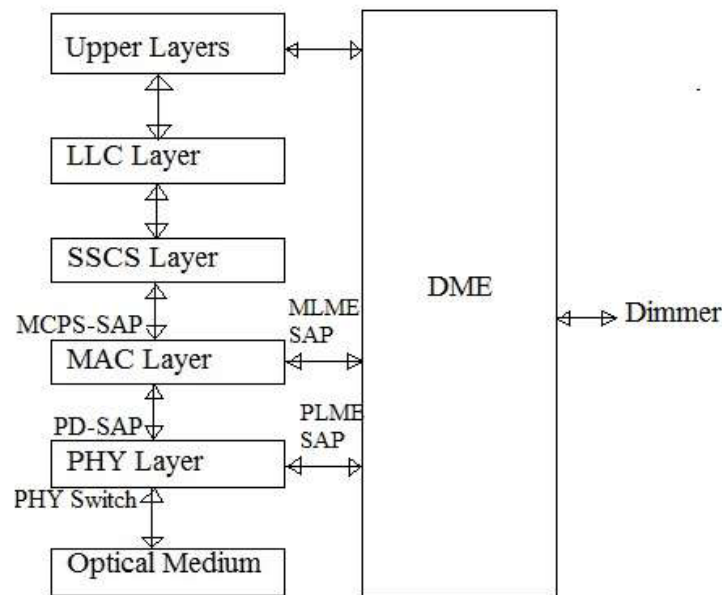 Upper Layers
LLC Layer
SSCS Layer
MCPS-SAP
MAC Layer
PD-SAP
PHY Layer
PHY Switch
Optical Medium
MLME
SAP
PLME
SAP
DME
Dimmer